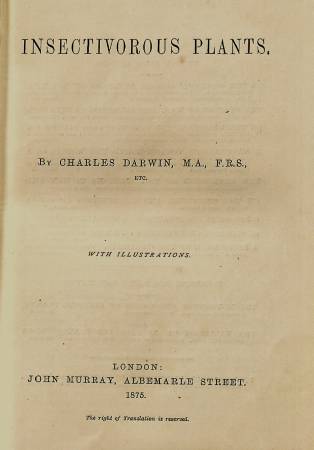 INSECTIVOROUS PLANTS.
BY CHARLES DARWIN, M.A., F.R.S.,
ETC.
WITH ILLUSTRATIONS.
LONDON:
JOHN MURRAY, ALBEMARLE STREET.
1875.
The right of Translation is reserved.